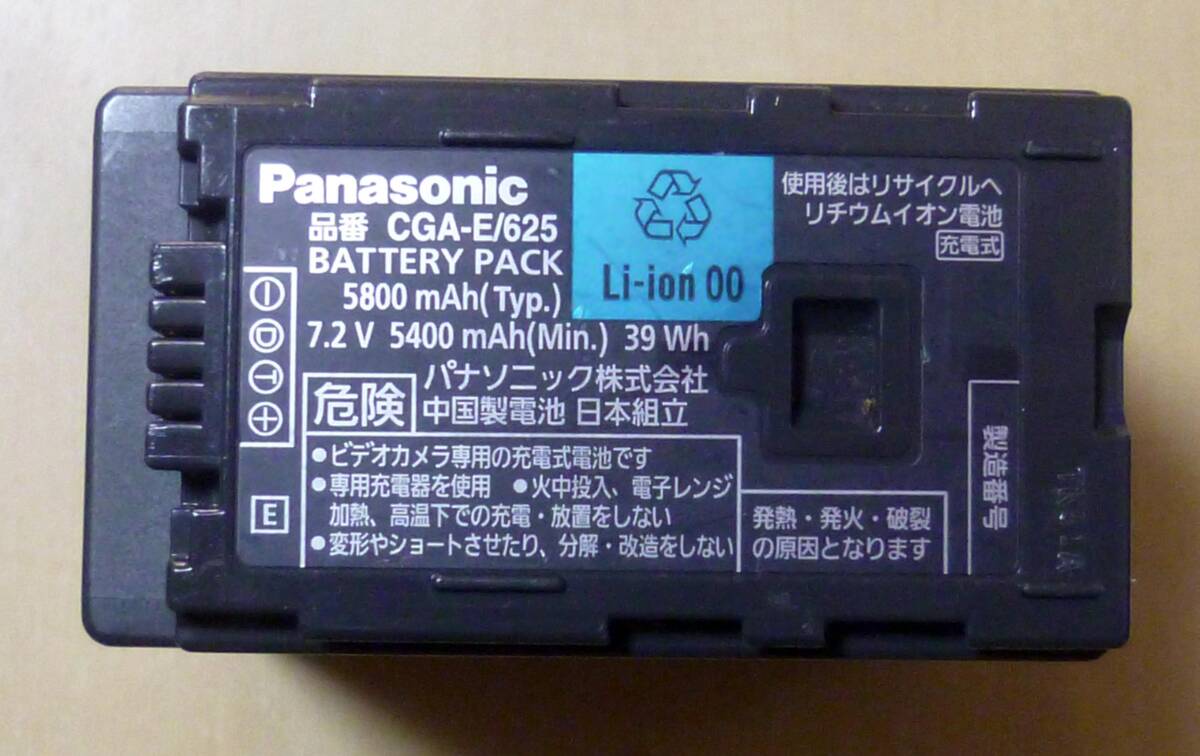 Panasonic
品番 CGA-E/625
BATTERY PACK
5800 mAh(Typ.)
7.2 V 5400 mAh(Min.) 39 Wh
Li-ion 00
使用後はリサイクルへ
リチウムイオン電池
充電式
パナソニック株式会社
中国製電池 日本組立
危険
●ビデオカメラ専用の充電式電池です
●専用充電器を使用 ●火中投入、電子レンジ
加熱、高温下での充電・放置をしない
●変形やショートさせたり、分解・改造をしない
発熱・発火・破裂
の原因となります
製造番号
D
T
E